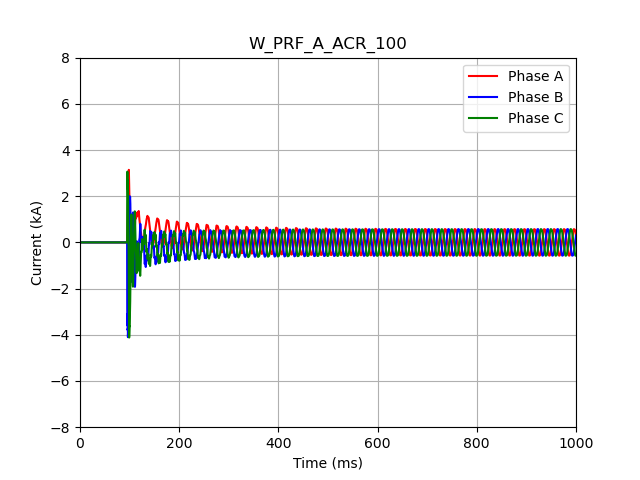 W_PRF_A_ACR_100
Current (kA)
8
6
4
2
0
−2
−4
−6
−8
Phase A
Phase B
Phase C
0 200 400 600 800 1000
Time (ms)